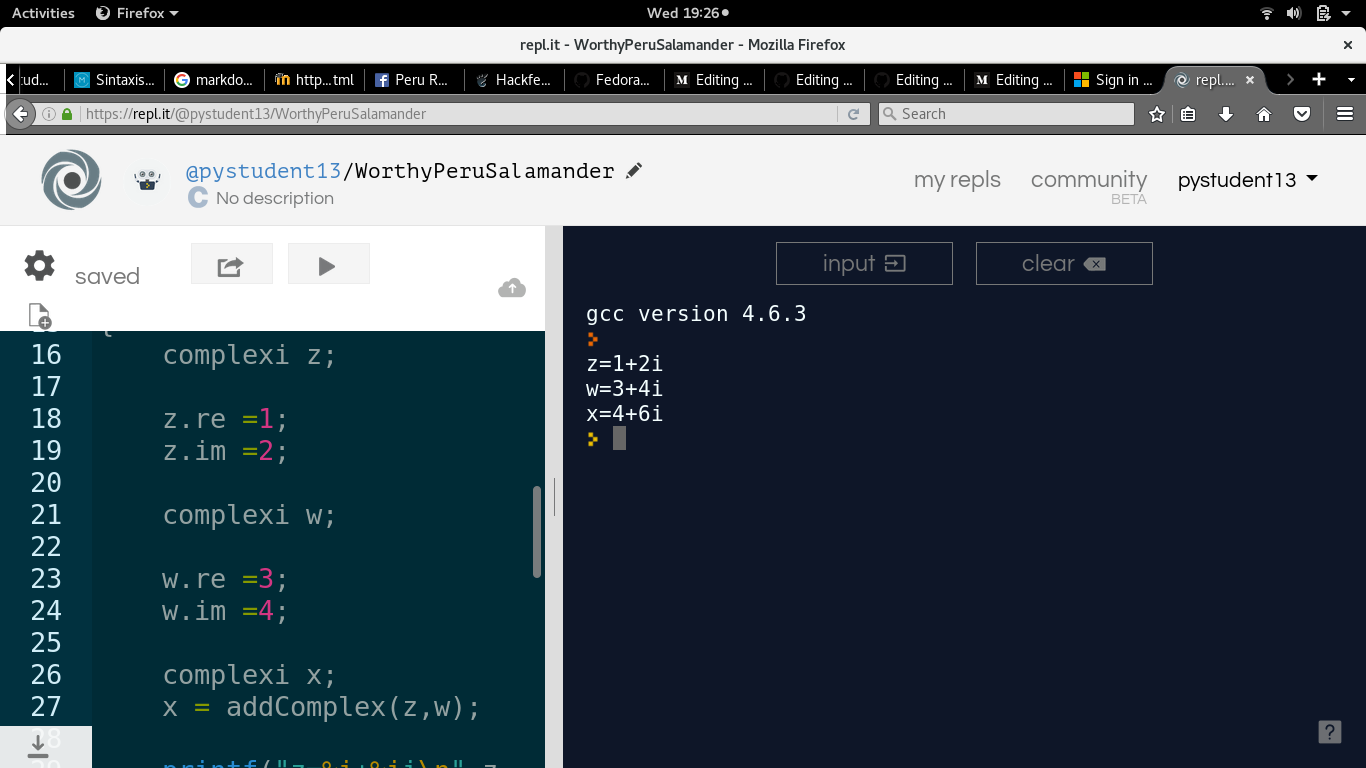 Activities Firefox Wed 19:26
repl.it - WorthyPeruSalamander - Mozilla Firefox
:ud... Sintaxis... markdo... http...tml Peru R... Hackfe... Fedora... Editing ... Editing ... Editing ... Editing ... Sign in ... repl....
https://repl.it/@pystudent13/WorthyPeruSalamander Search
@pystudent13/WorthyPeruSalamander
No description
my repls community pystudent13
BETA
saved
input clear
16 complexi z;
17
18 z.re =1;
19 z.im =2;
20
21 complexi w;
22
23 w.re =3;
24 w.im =4;
25
26 complexi x;
27 x = addComplex(z,w);
28
printf("z=%i+%ii\n",z
gcc version 4.6.3
z=1+2i
w=3+4i
x=4+6i
?